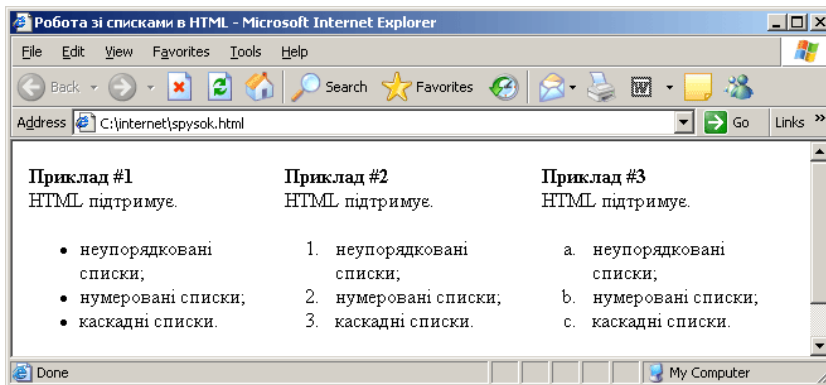 Робота зі списками в HTML - Microsoft Internet Explorer
File Edit View Favorites Tools Help
Back Search Favorites
Address C:\internet\spysok.html Go Links »
Приклад #1
HTML підтримує.
• неупорядковані
списки;
• нумеровані списки;
• каскадні списки.
Приклад #2
HTML підтримує.
1. неупорядковані
списки;
2. нумеровані списки;
3. каскадні списки.
Приклад #3
HTML підтримує.
a. неупорядковані
списки;
b. нумеровані списки;
c. каскадні списки.
Done My Computer